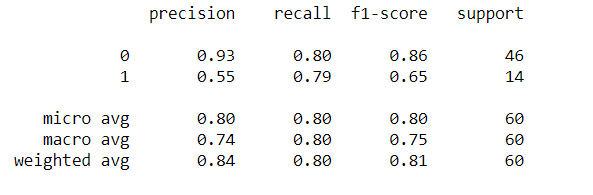 precision recall f1-score support
0 0.93 0.80 0.86 46
1 0.55 0.79 0.65 14
micro avg 0.80 0.80 0.80 60
macro avg 0.74 0.80 0.75 60
weighted avg 0.84 0.80 0.81 60